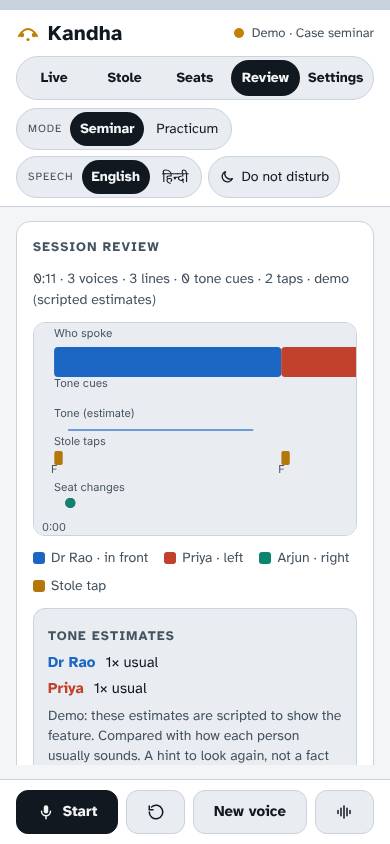 Kandha
Demo · Case seminar
Live Stole Seats Review Settings
MODE Seminar Practicum
SPEECH English हिन्दी Do not disturb
SESSION REVIEW
0:11 · 3 voices · 3 lines · 0 tone cues · 2 taps · demo
(scripted estimates)
Who spoke
Tone cues
Tone (estimate)
Stole taps
F F
Seat changes
0:00
Dr Rao · in front Priya · left Arjun · right
Stole tap
TONE ESTIMATES
Dr Rao 1× usual
Priya 1× usual
Demo: these estimates are scripted to show the
feature. Compared with how each person
usually sounds. A hint to look again, not a fact
Start New voice